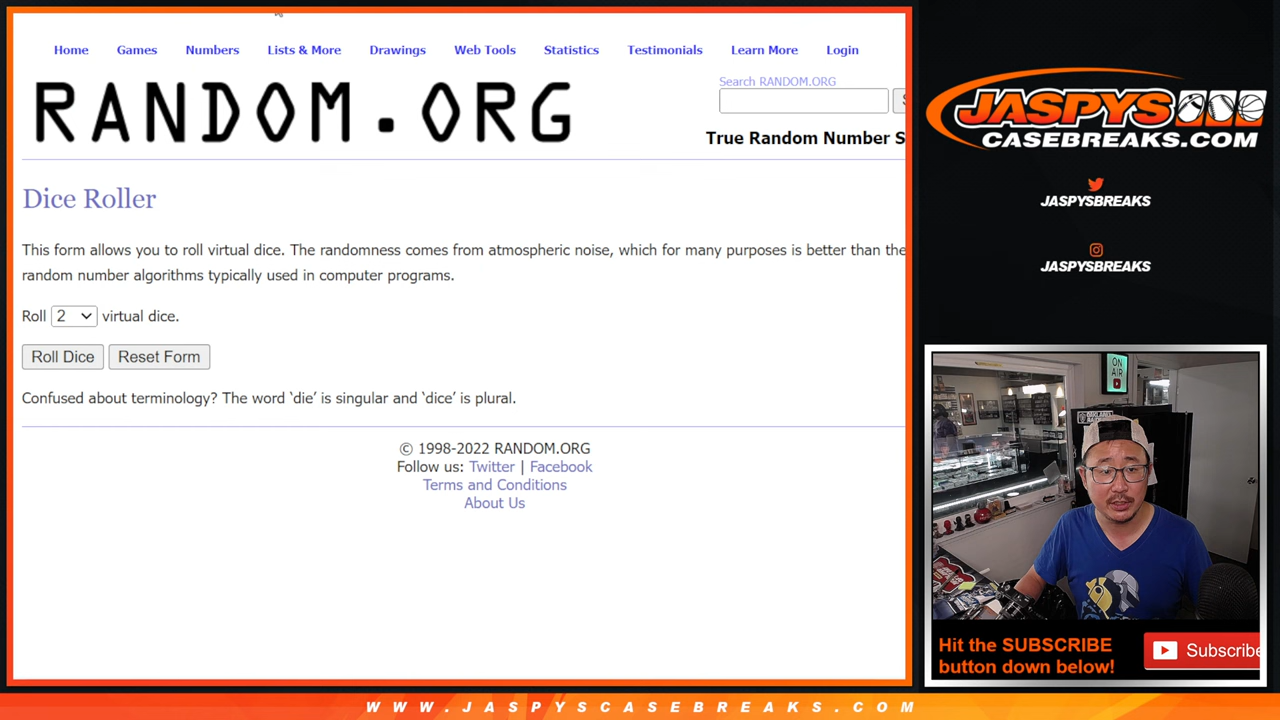 Home Games Numbers Lists & More Drawings Web Tools Statistics Testimonials Learn More Login
RANDOM.ORG
Search RANDOM.ORG
True Random Number S
Dice Roller
This form allows you to roll virtual dice. The randomness comes from atmospheric noise, which for many purposes is better than the
random number algorithms typically used in computer programs.
Roll 2 virtual dice.
Roll Dice Reset Form
Confused about terminology? The word ‘die’ is singular and ‘dice’ is plural.
© 1998-2022 RANDOM.ORG
Follow us: Twitter | Facebook
Terms and Conditions
About Us
JASPYS
CASEBREAKS.COM
JASPYSBREAKS
JASPYSBREAKS
ON
AIR
Hit the SUBSCRIBE
button down below!
Subscribe
WWW.JASPYSCASEBREAKS.COM